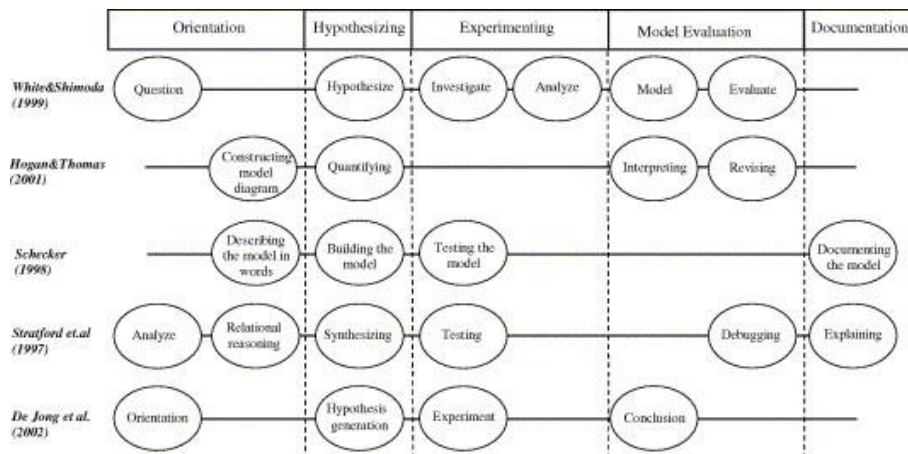 Orientation
Hypothesizing
Experimenting
Model Evaluation
Documentation
White&Shimoda
(1999)
Question
Hypothesize
Investigate
Analyze
Model
Evaluate
Hogan&Thomas
(2001)
Constructing
model
diagram
Quantifying
Interpreting
Revising
Schecker
(1998)
Describing
the model in
words
Building the
model
Testing the
model
Documenting
the model
Stratford et.al
(1997)
Analyze
Relational
reasoning
Synthesizing
Testing
Debugging
Explaining
De Jong et al.
(2002)
Orientation
Hypothesis
generation
Experiment
Conclusion